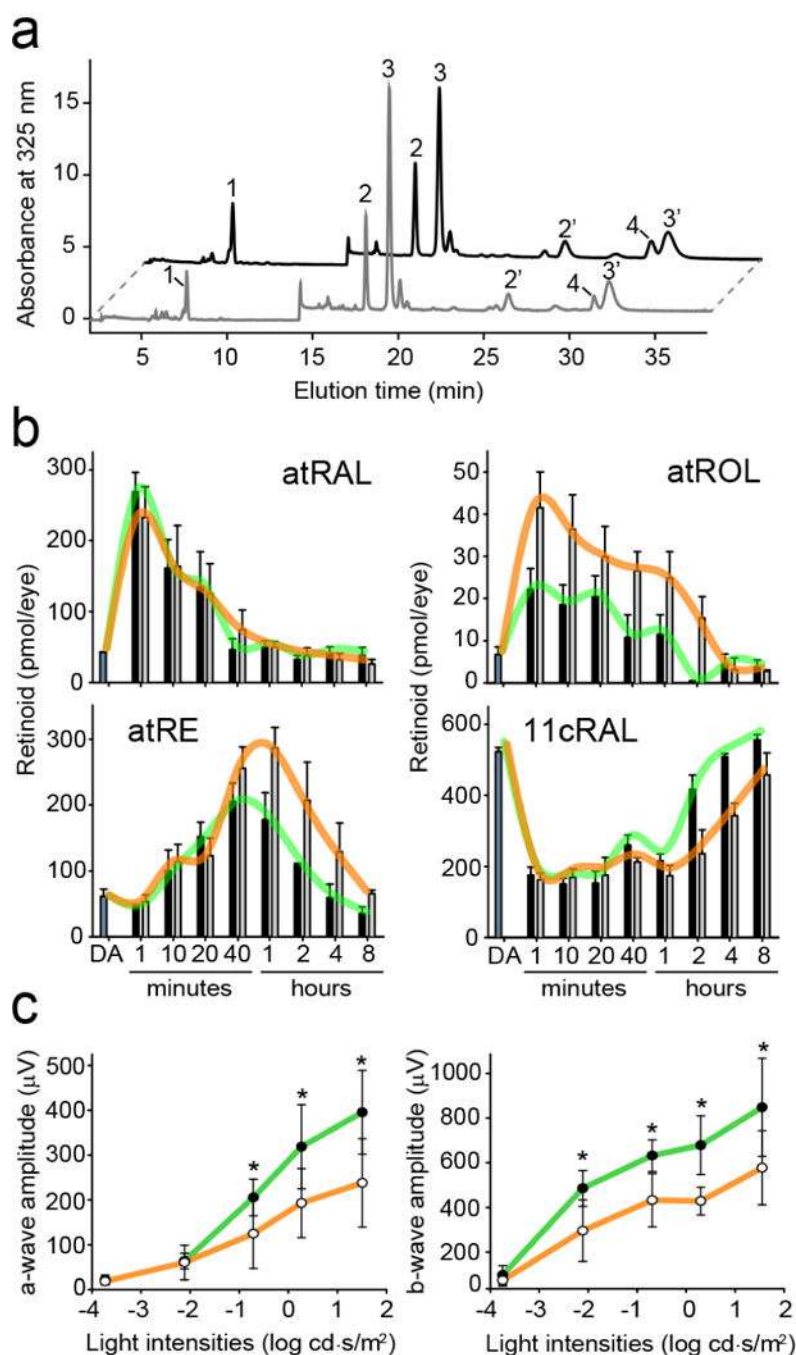 a
Absorbance at 325 nm
15
10
5
0
1
2
3
2'
4
3'
1
2
3
2'
4
3'
5 10 15 20 25 30 35
Elution time (min)
b
Retinoid (pmol/eye)
300
200
100
0
atRAL
Retinoid (pmol/eye)
50
40
30
20
10
0
atROL
300
200
100
0
atRE
DA 1 10 20 40 1 2 4 8
minutes hours
600
400
200
0
11cRAL
DA 1 10 20 40 1 2 4 8
minutes hours
c
a-wave amplitude (μV)
500
400
300
200
100
0
* * *
-4 -3 -2 -1 0 1 2
Light intensities (log cd·s/m²)
b-wave amplitude (μV)
1000
800
600
400
200
0
* * * *
-4 -3 -2 -1 0 1 2
Light intensities (log cd·s/m²)